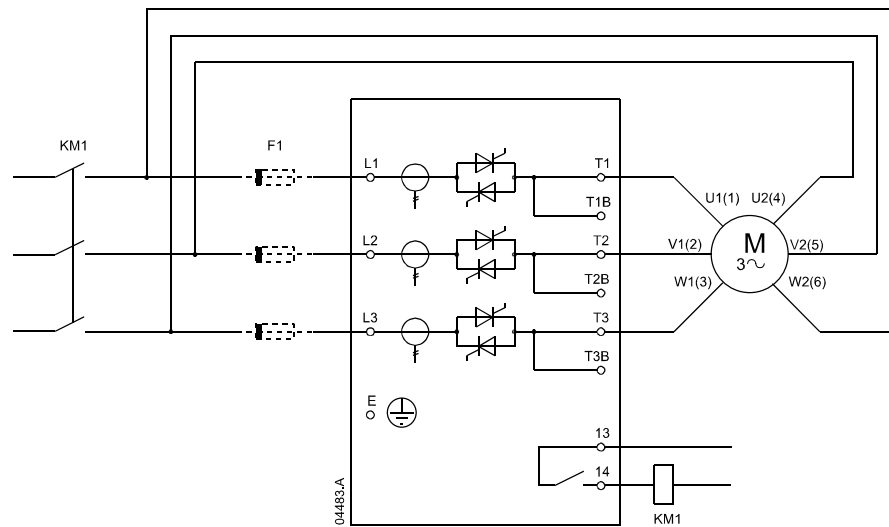 KM1
F1
L1
T1
T1B
L2
T2
T2B
L3
T3
T3B
U1(1)
U2(4)
V1(2)
M
3
V2(5)
W1(3)
W2(6)
E
13
14
KM1
04483.A